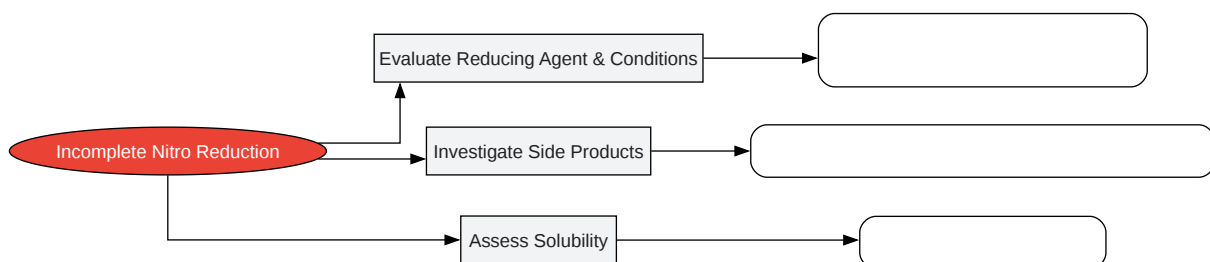 Evaluate Reducing Agent & Conditions
Incomplete Nitro Reduction
Investigate Side Products
Assess Solubility